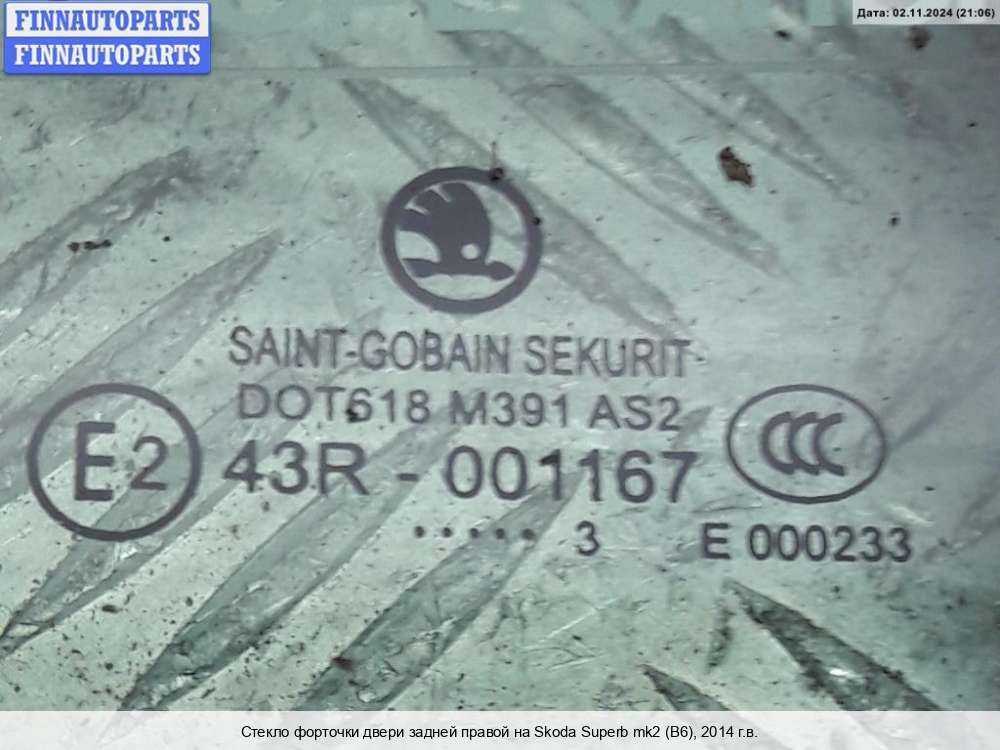 FINNAUTOPARTS
FINNAUTOPARTS
Дата: 02.11.2024 (21:06)
SAINT-GOBAIN SEKURIT
DOT618 M391 AS2
E2
43R - 001167
CCC
..... 3
E 000233
Стекло форточки двери задней правой на Skoda Superb mk2 (B6), 2014 г.в.